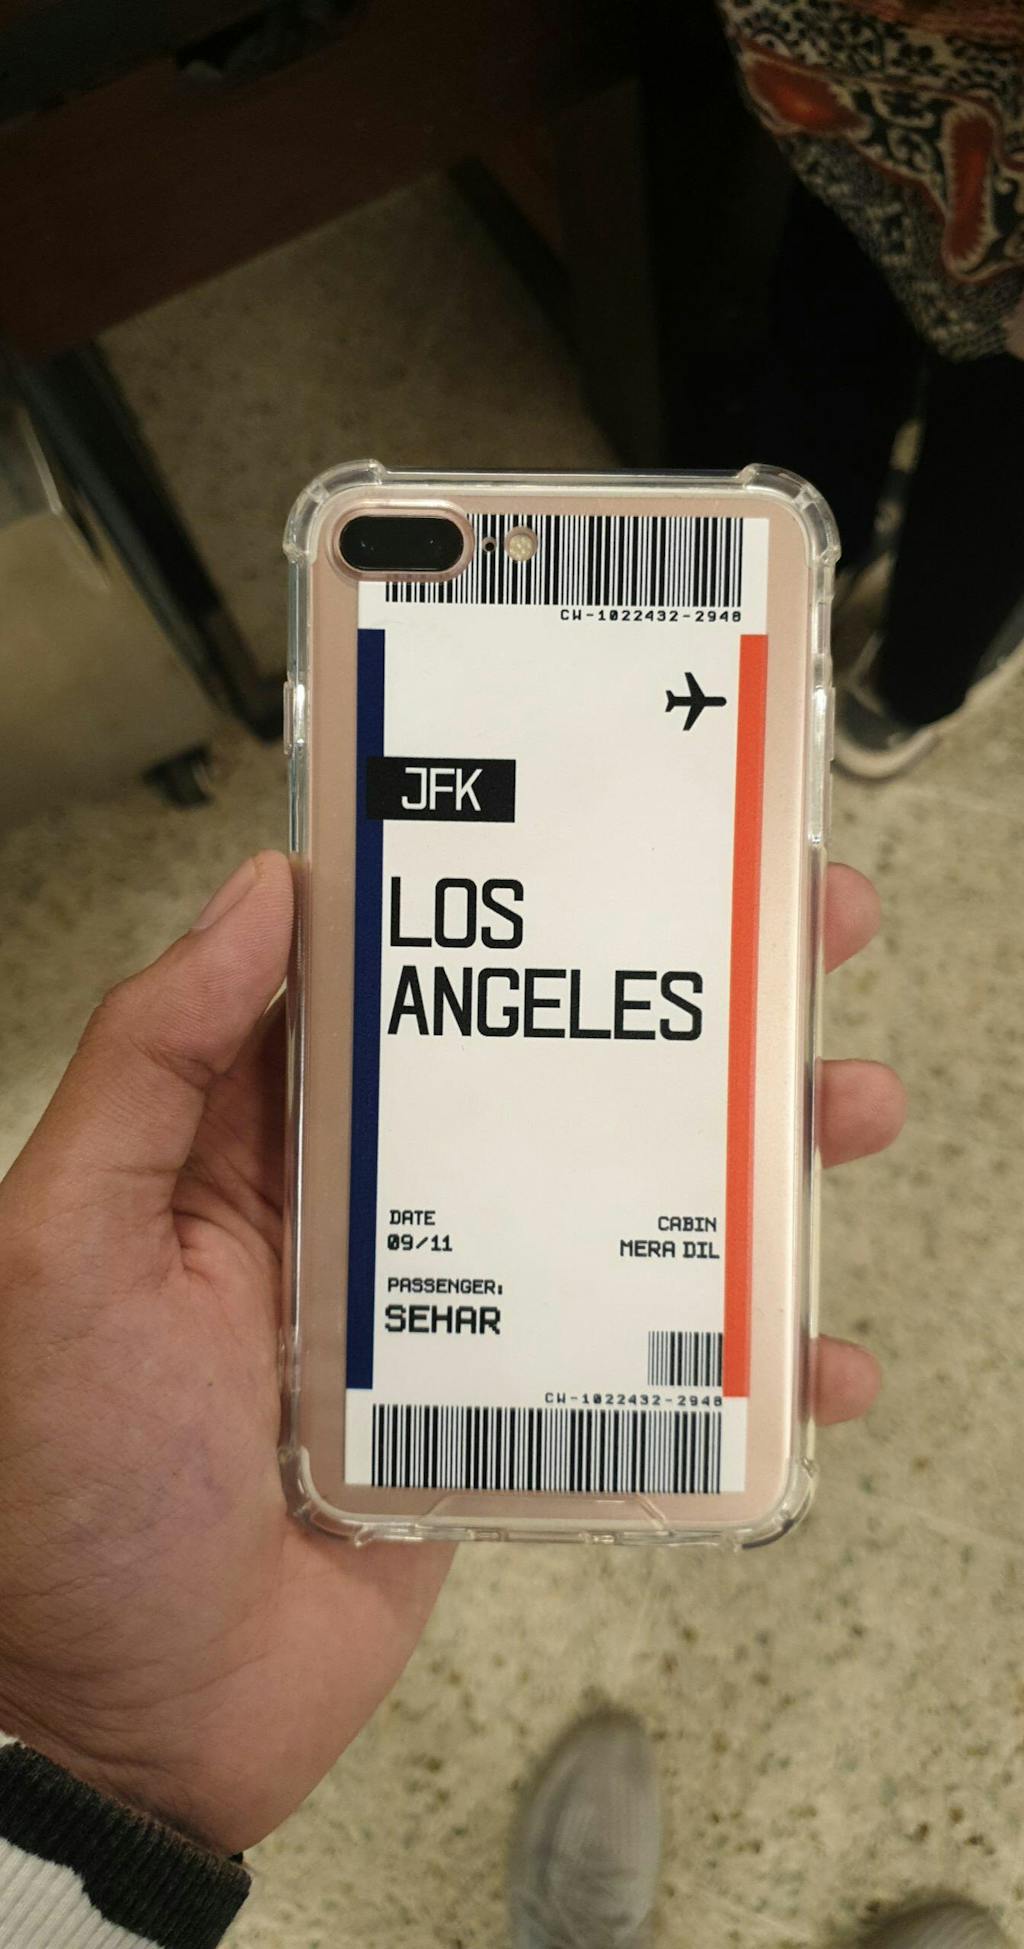 CW-1022432-2948
JFK
LOS
ANGELES
DATE
09/11
CABIN
MERA DIL
PASSENGER:
SEHAR
CW-1022432-2948